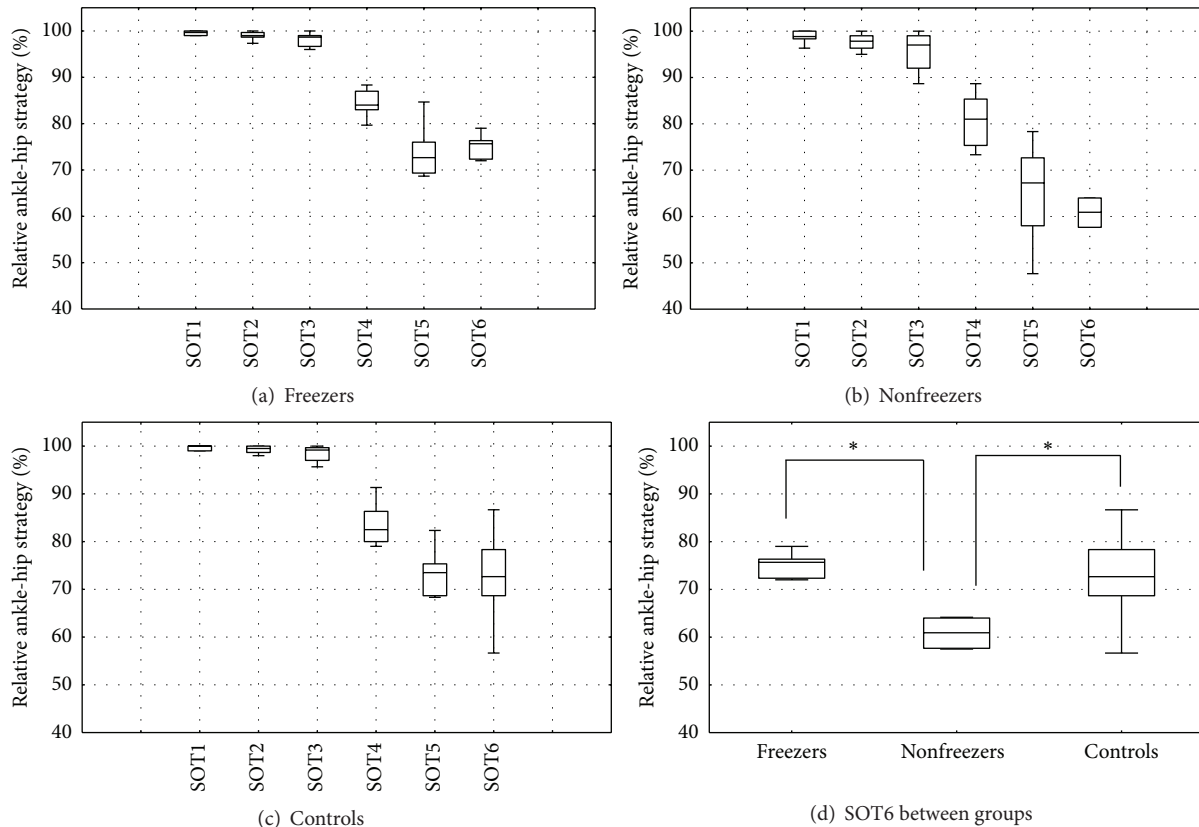 Relative ankle-hip strategy (%)
100
90
80
70
60
50
40
SOT1
SOT2
SOT3
SOT4
SOT5
SOT6
(a) Freezers
Relative ankle-hip strategy (%)
100
90
80
70
60
50
40
SOT1
SOT2
SOT3
SOT4
SOT5
SOT6
(b) Nonfreezers
Relative ankle-hip strategy (%)
100
90
80
70
60
50
40
SOT1
SOT2
SOT3
SOT4
SOT5
SOT6
(c) Controls
Relative ankle-hip strategy (%)
100
90
80
70
60
50
40
* *
Freezers Nonfreezers Controls
(d) SOT6 between groups